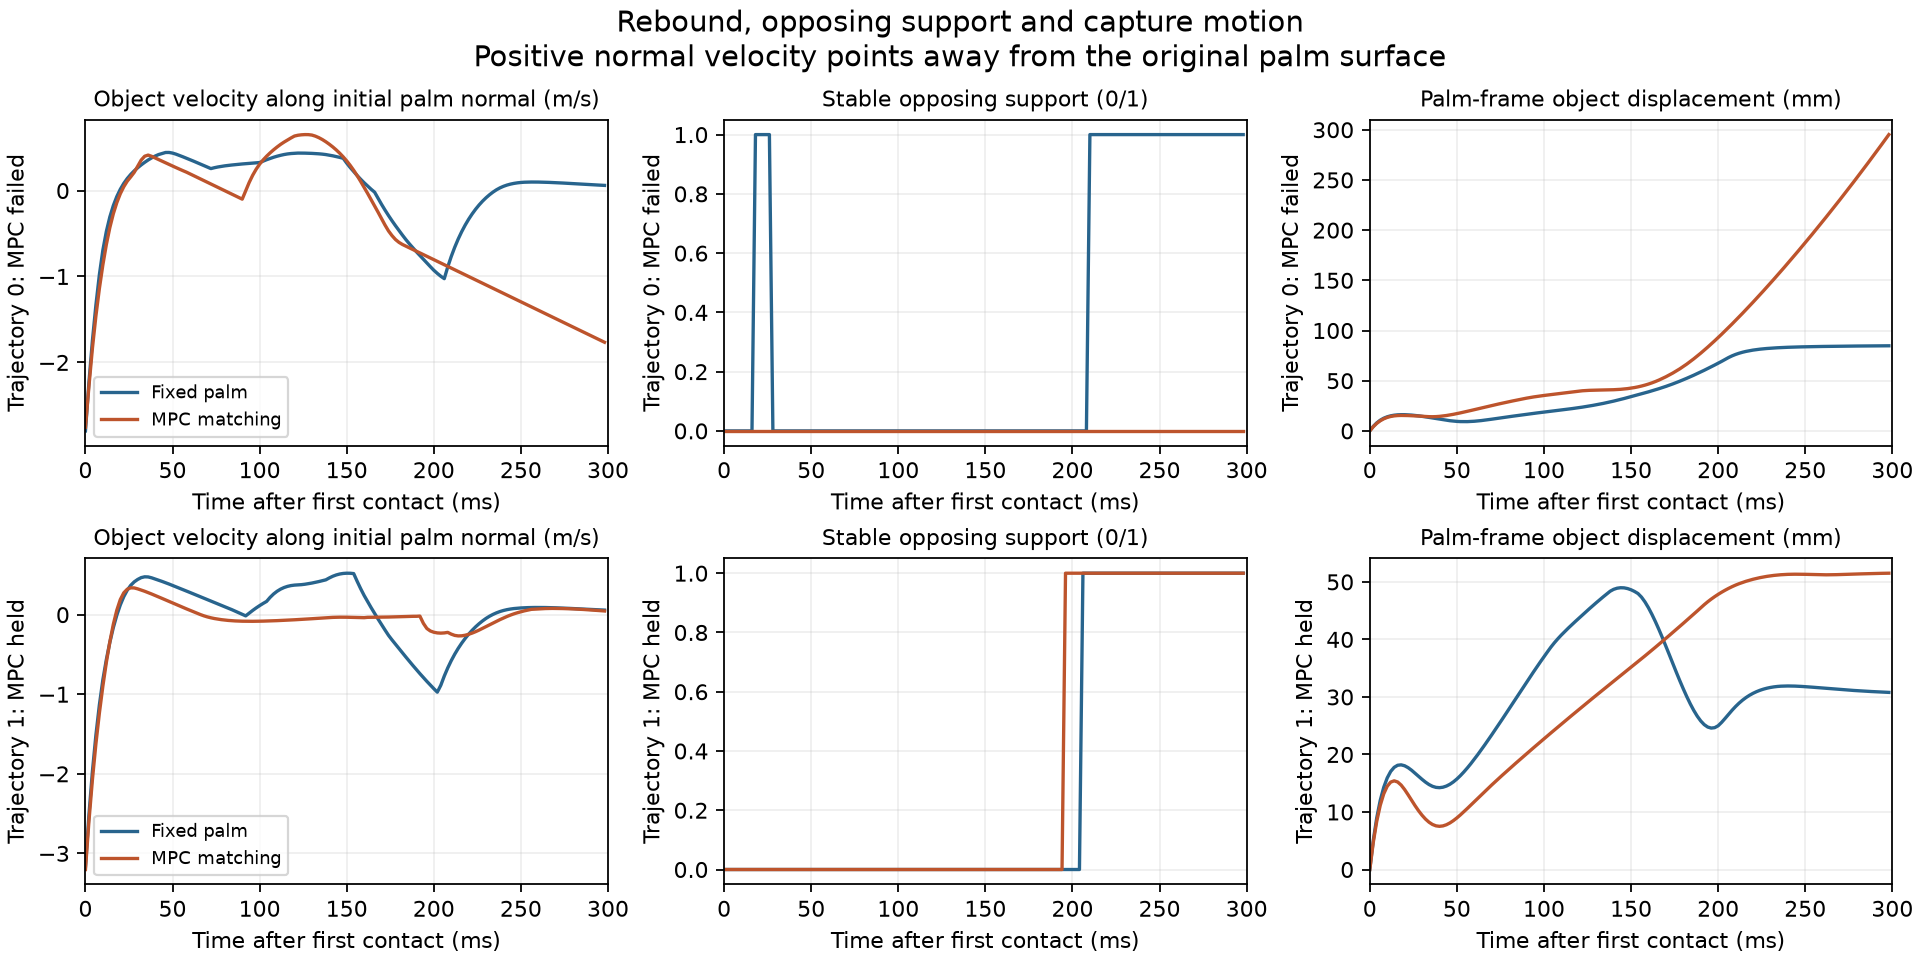 Rebound, opposing support and capture motion
Positive normal velocity points away from the original palm surface
Object velocity along initial palm normal (m/s)
Trajectory 0: MPC failed
0
−1
−2
Fixed palm
MPC matching
0 50 100 150 200 250 300
Time after first contact (ms)
Stable opposing support (0/1)
Trajectory 0: MPC failed
1.0
0.8
0.6
0.4
0.2
0.0
0 50 100 150 200 250 300
Time after first contact (ms)
Palm-frame object displacement (mm)
Trajectory 0: MPC failed
300
250
200
150
100
50
0
0 50 100 150 200 250 300
Time after first contact (ms)
Object velocity along initial palm normal (m/s)
Trajectory 1: MPC held
0
−1
−2
−3
Fixed palm
MPC matching
0 50 100 150 200 250 300
Time after first contact (ms)
Stable opposing support (0/1)
Trajectory 1: MPC held
1.0
0.8
0.6
0.4
0.2
0.0
0 50 100 150 200 250 300
Time after first contact (ms)
Palm-frame object displacement (mm)
Trajectory 1: MPC held
50
40
30
20
10
0
0 50 100 150 200 250 300
Time after first contact (ms)